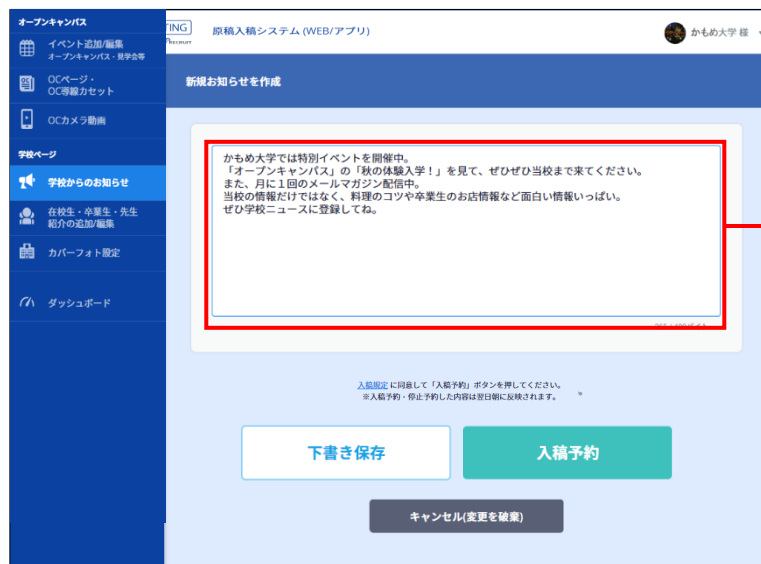 オープンキャンパス
イベント追加/編集
オープンキャンパス・見学会等
OCページ・
OC導線カセット
OCカメラ動画
学校ページ
学校からのお知らせ
在校生・卒業生・先生
紹介の追加/編集
カバーフォト設定
ダッシュボード
TING
原稿入稿システム (WEB/アプリ)
かもめ大学 様
新規お知らせを作成
かもめ大学では特別イベントを開催中。
「オープンキャンパス」の「秋の体験入学！」を見て、ぜひぜひ当校まで来てください。
また、月に１回のメールマガジン配信中。
当校の情報だけではなく、料理のコツや卒業生のお店情報など面白い情報いっぱい。
ぜひ学校ニュースに登録してね。
入稿規定 に同意して「入稿予約」ボタンを押してください。
※入稿予約・停止予約した内容は翌日朝に反映されます。
下書き保存
入稿予約
キャンセル(変更を破棄)